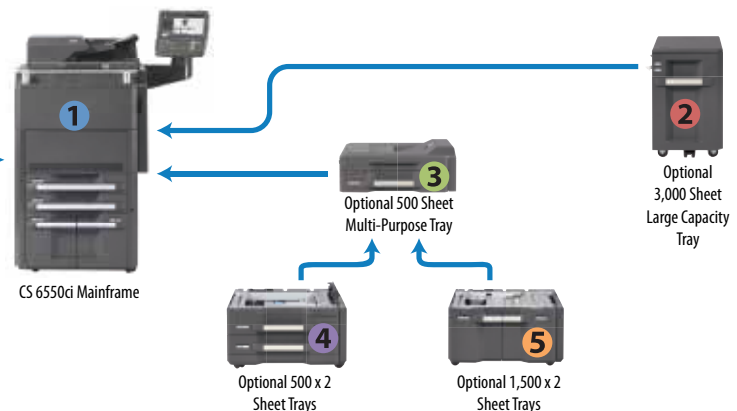 1
2
3
Optional
3,000 Sheet
Large Capacity
Tray
Optional 500 Sheet
Multi-Purpose Tray
CS 6550ci Mainframe
4
5
Optional 500 x 2
Sheet Trays
Optional 1,500 x 2
Sheet Trays